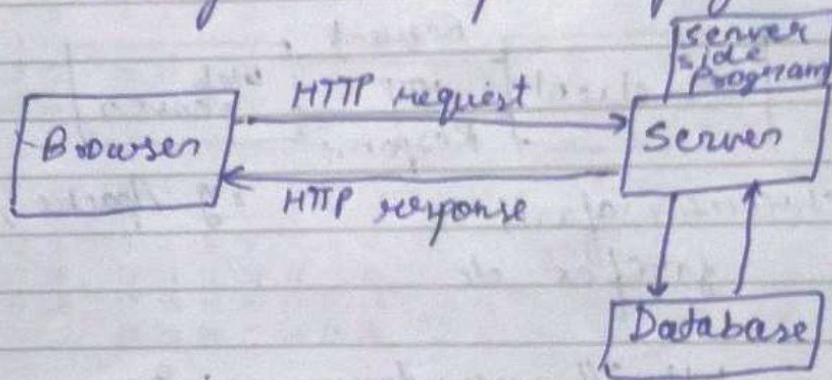 server
side
Program
HTTP request
Browser
Server
HTTP response
Database